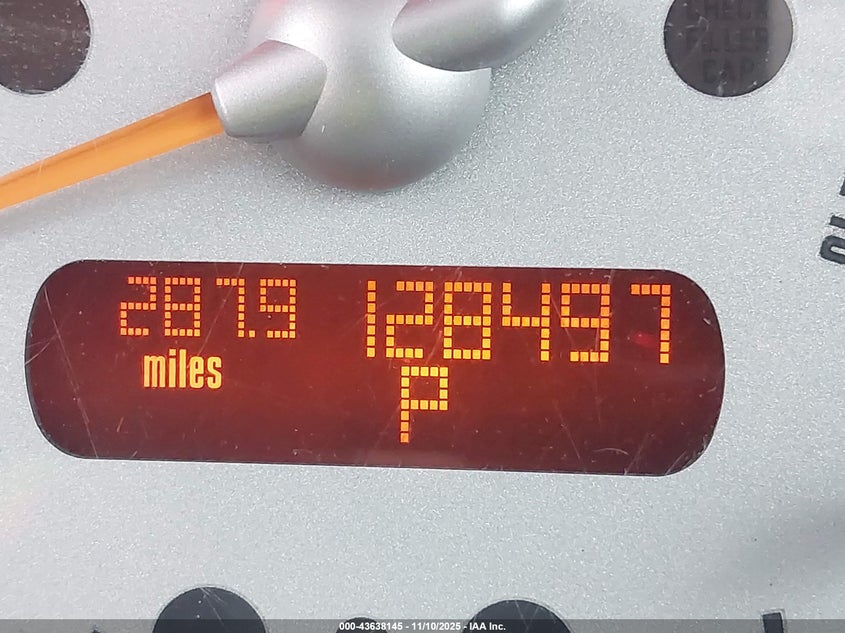 CHECK
FILLER
CAP
287.9 128497
miles
P
000-43638145 - 11/10/2025 - IAA Inc.